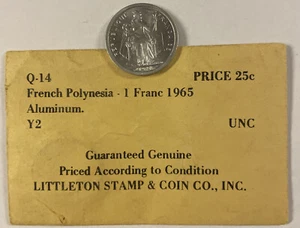 Q-14 PRICE 25c
French Polynesia - 1 Franc 1965
Aluminum.
Y2 UNC
Guaranteed Genuine
Priced According to Condition
LITTLETON STAMP & COIN CO., INC.